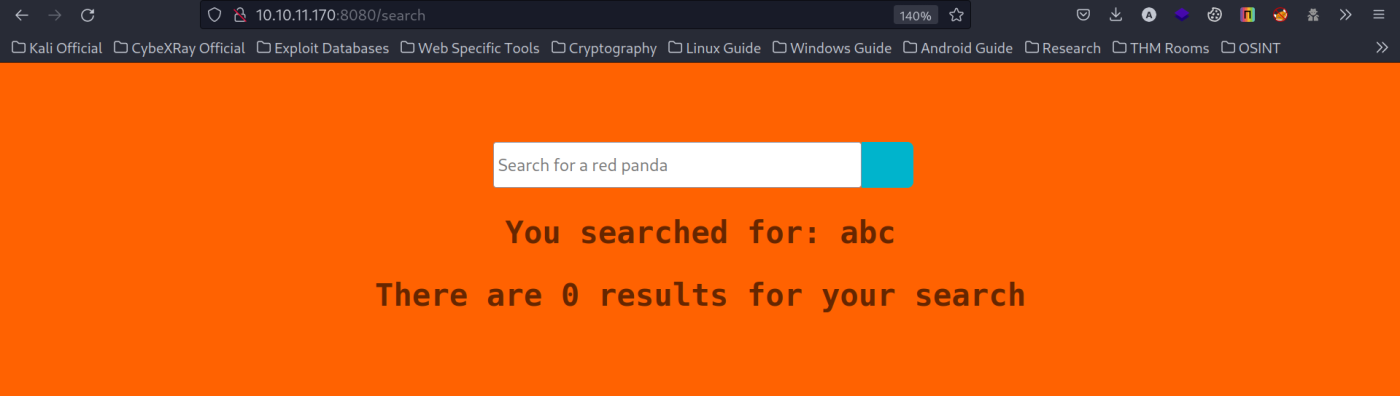 10.10.11.170:8080/search
140%
Kali Official CybeXRay Official Exploit Databases Web Specific Tools Cryptography Linux Guide Windows Guide Android Guide Research THM Rooms OSINT
Search for a red panda
You searched for: abc
There are 0 results for your search